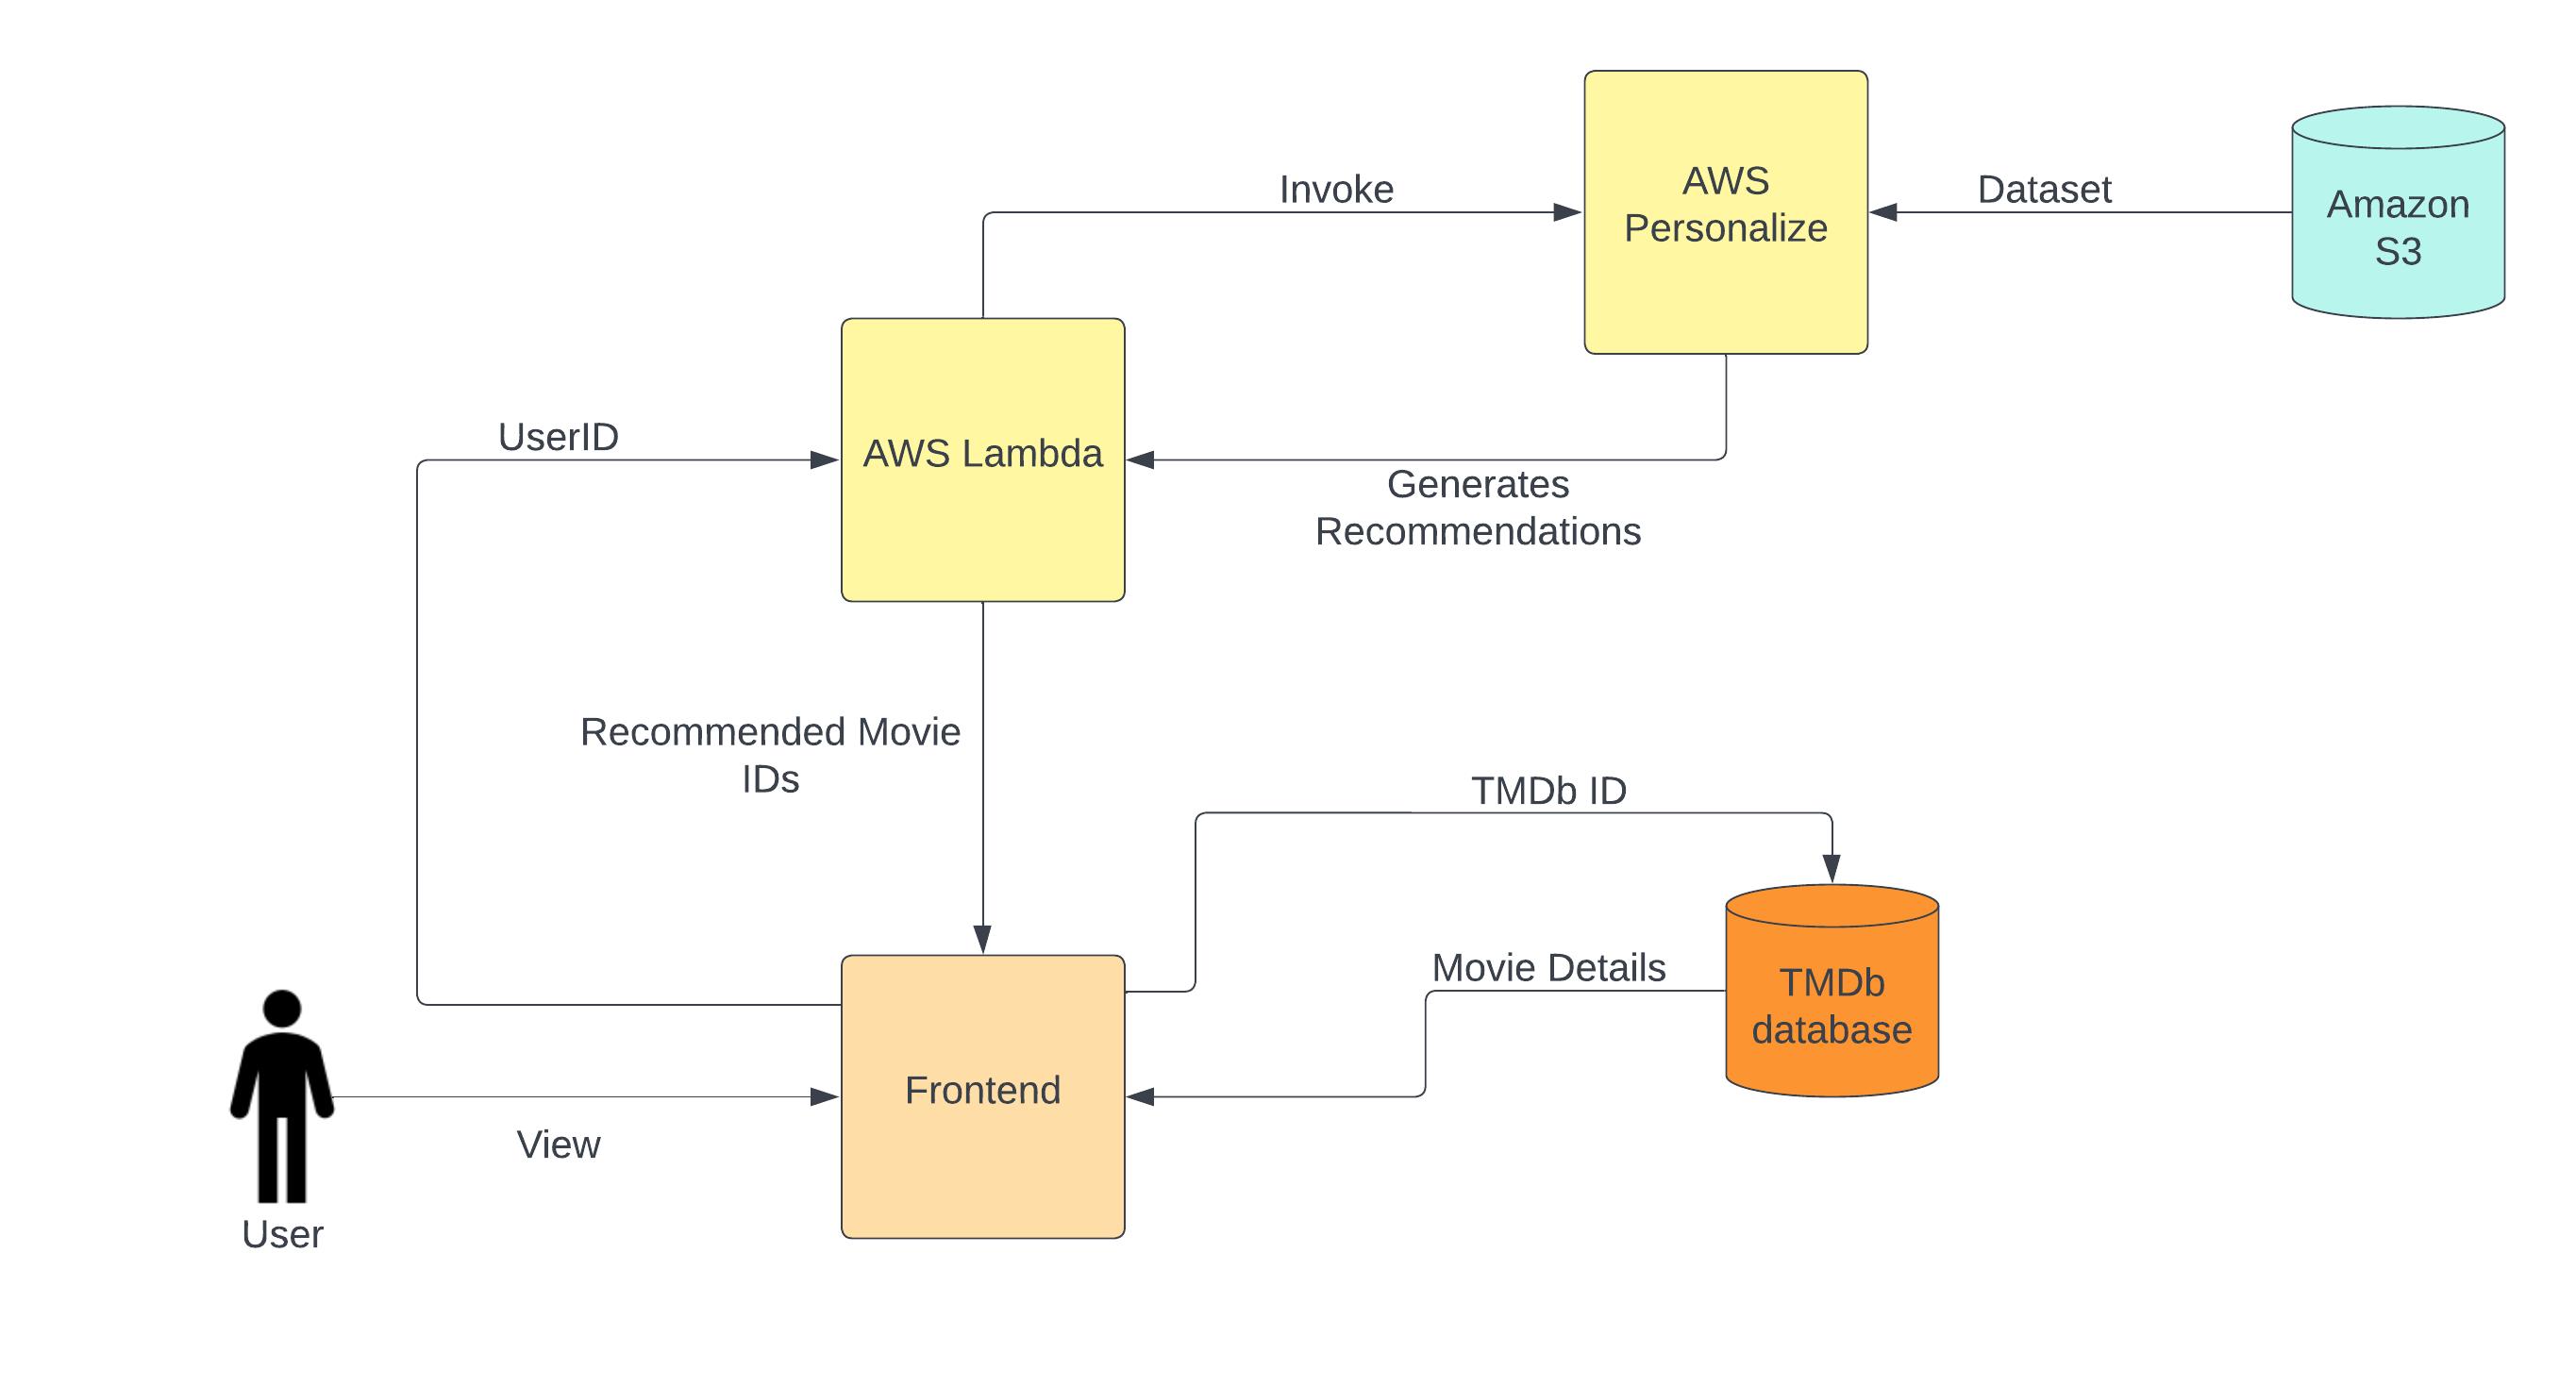 AWS
Personalize
Invoke
Dataset
Amazon
S3
UserID
AWS Lambda
Generates
Recommendations
Recommended Movie
IDs
TMDb ID
Movie Details
TMDb
database
Frontend
View
User